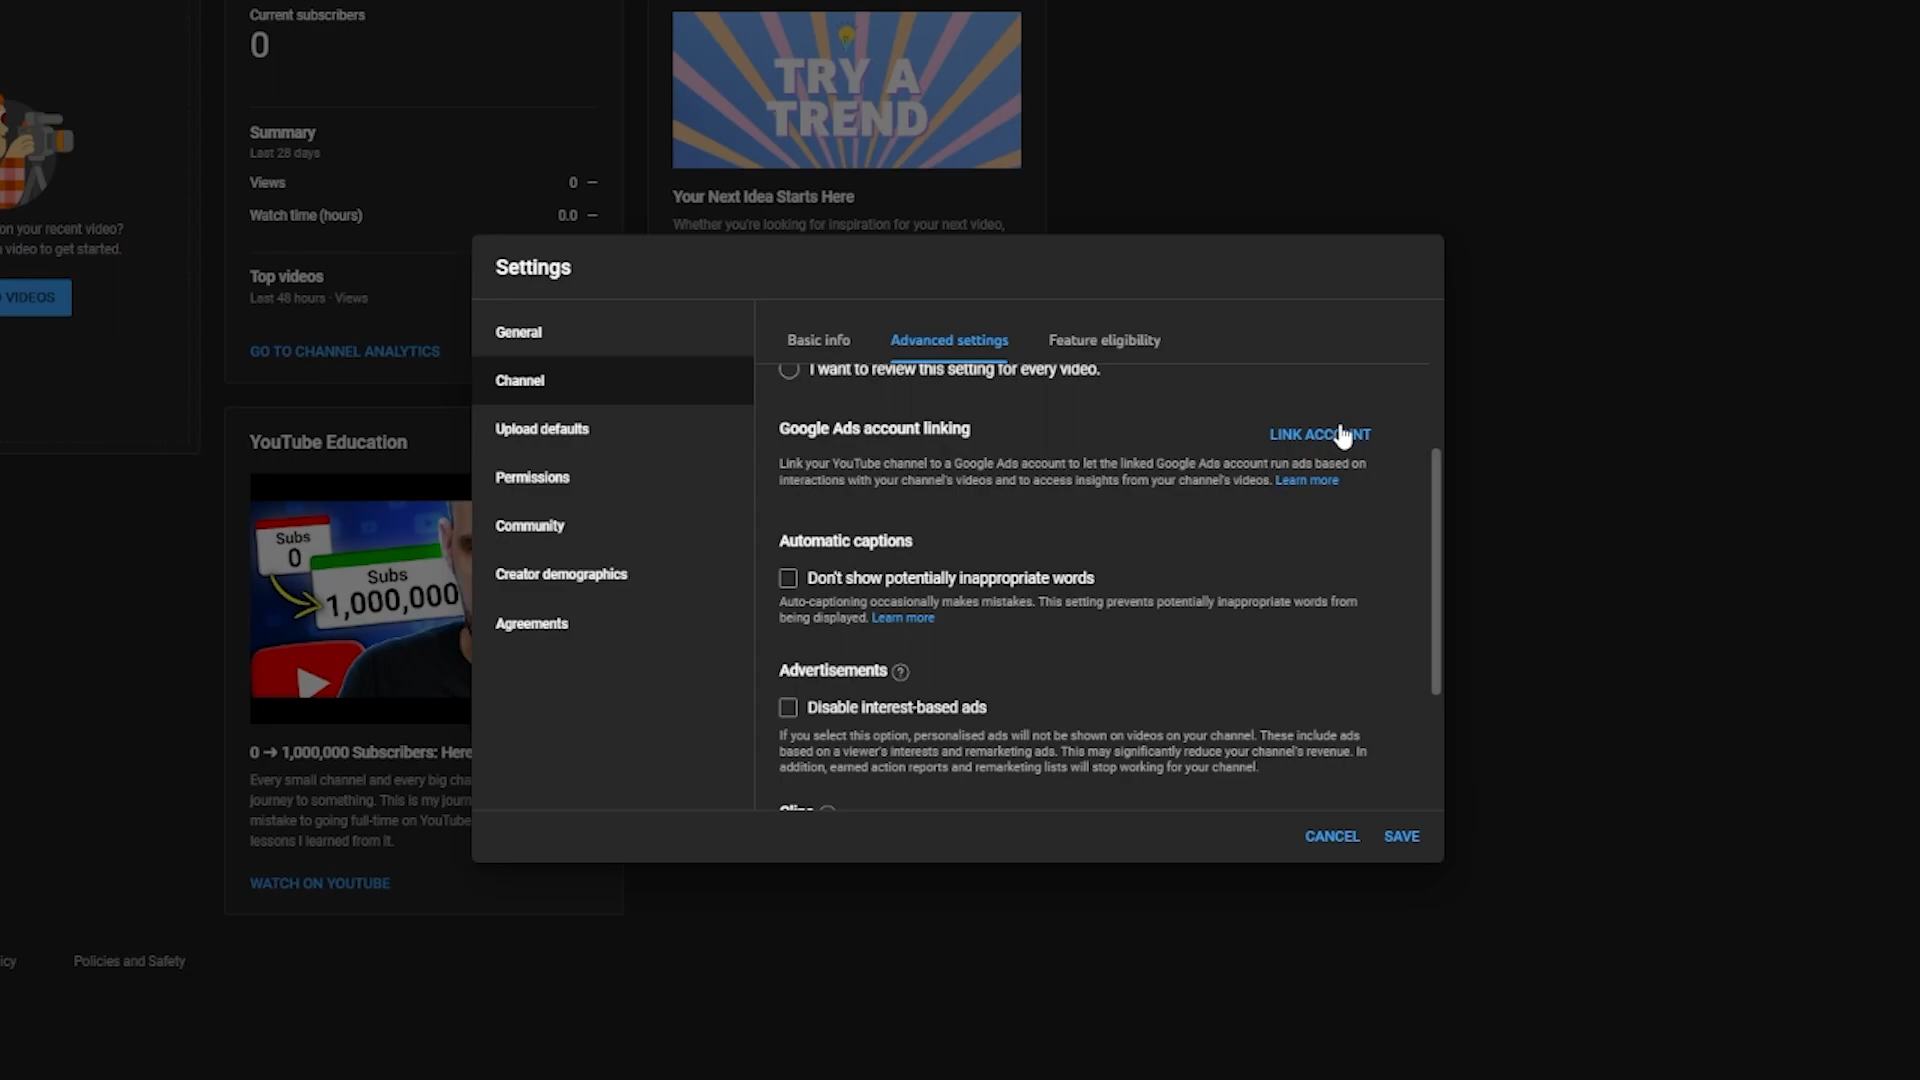 Current subscribers
0
Summary
Last 28 days
Views 0 —
Watch time (hours) 0.0 —
Top videos
Last 48 hours · Views
GO TO CHANNEL ANALYTICS
on your recent video?
video to get started.
VIDEOS
TRY A
TREND
Your Next Idea Starts Here
Whether you're looking for inspiration for your next video,
YouTube Education
Subs
0
Subs
1,000,000
0 → 1,000,000 Subscribers: Here
Every small channel and every big cha
journey to something. This is my journ
mistake to going full-time on YouTube
lessons I learned from it.
WATCH ON YOUTUBE
icy
Policies and Safety
Settings
General
Channel
Upload defaults
Permissions
Community
Creator demographics
Agreements
Basic info
Advanced settings
Feature eligibility
I want to review this setting for every video.
Google Ads account linking
LINK ACCOUNT
Link your YouTube channel to a Google Ads account to let the linked Google Ads account run ads based on
interactions with your channel's videos and to access insights from your channel's videos. Learn more
Automatic captions
Don't show potentially inappropriate words
Auto-captioning occasionally makes mistakes. This setting prevents potentially inappropriate words from
being displayed. Learn more
Advertisements ?
Disable interest-based ads
If you select this option, personalised ads will not be shown on videos on your channel. These include ads
based on a viewer's interests and remarketing ads. This may significantly reduce your channel's revenue. In
addition, earned action reports and remarketing lists will stop working for your channel.
Clips
CANCEL
SAVE